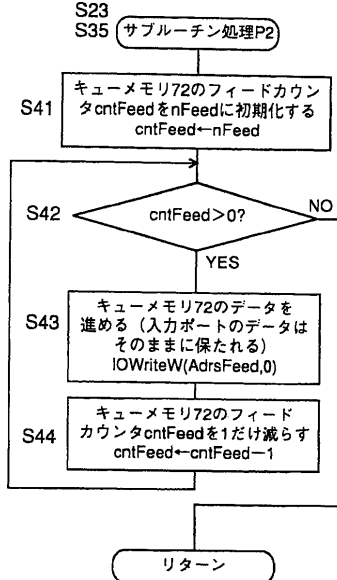 S23
S35
サブルーチン処理P2
S41
キューメモリ72のフィードカウン
タcntFeedをnFeedに初期化する
cntFeed←nFeed
S42
cntFeed>0?
NO
YES
S43
キューメモリ72のデータを
進める（入力ポートのデータは
そのままに保たれる）
IOWriteW(AdrsFeed,0)
S44
キューメモリ72のフィード
カウンタcntFeedを1だけ減らす
cntFeed←cntFeed－1
リターン